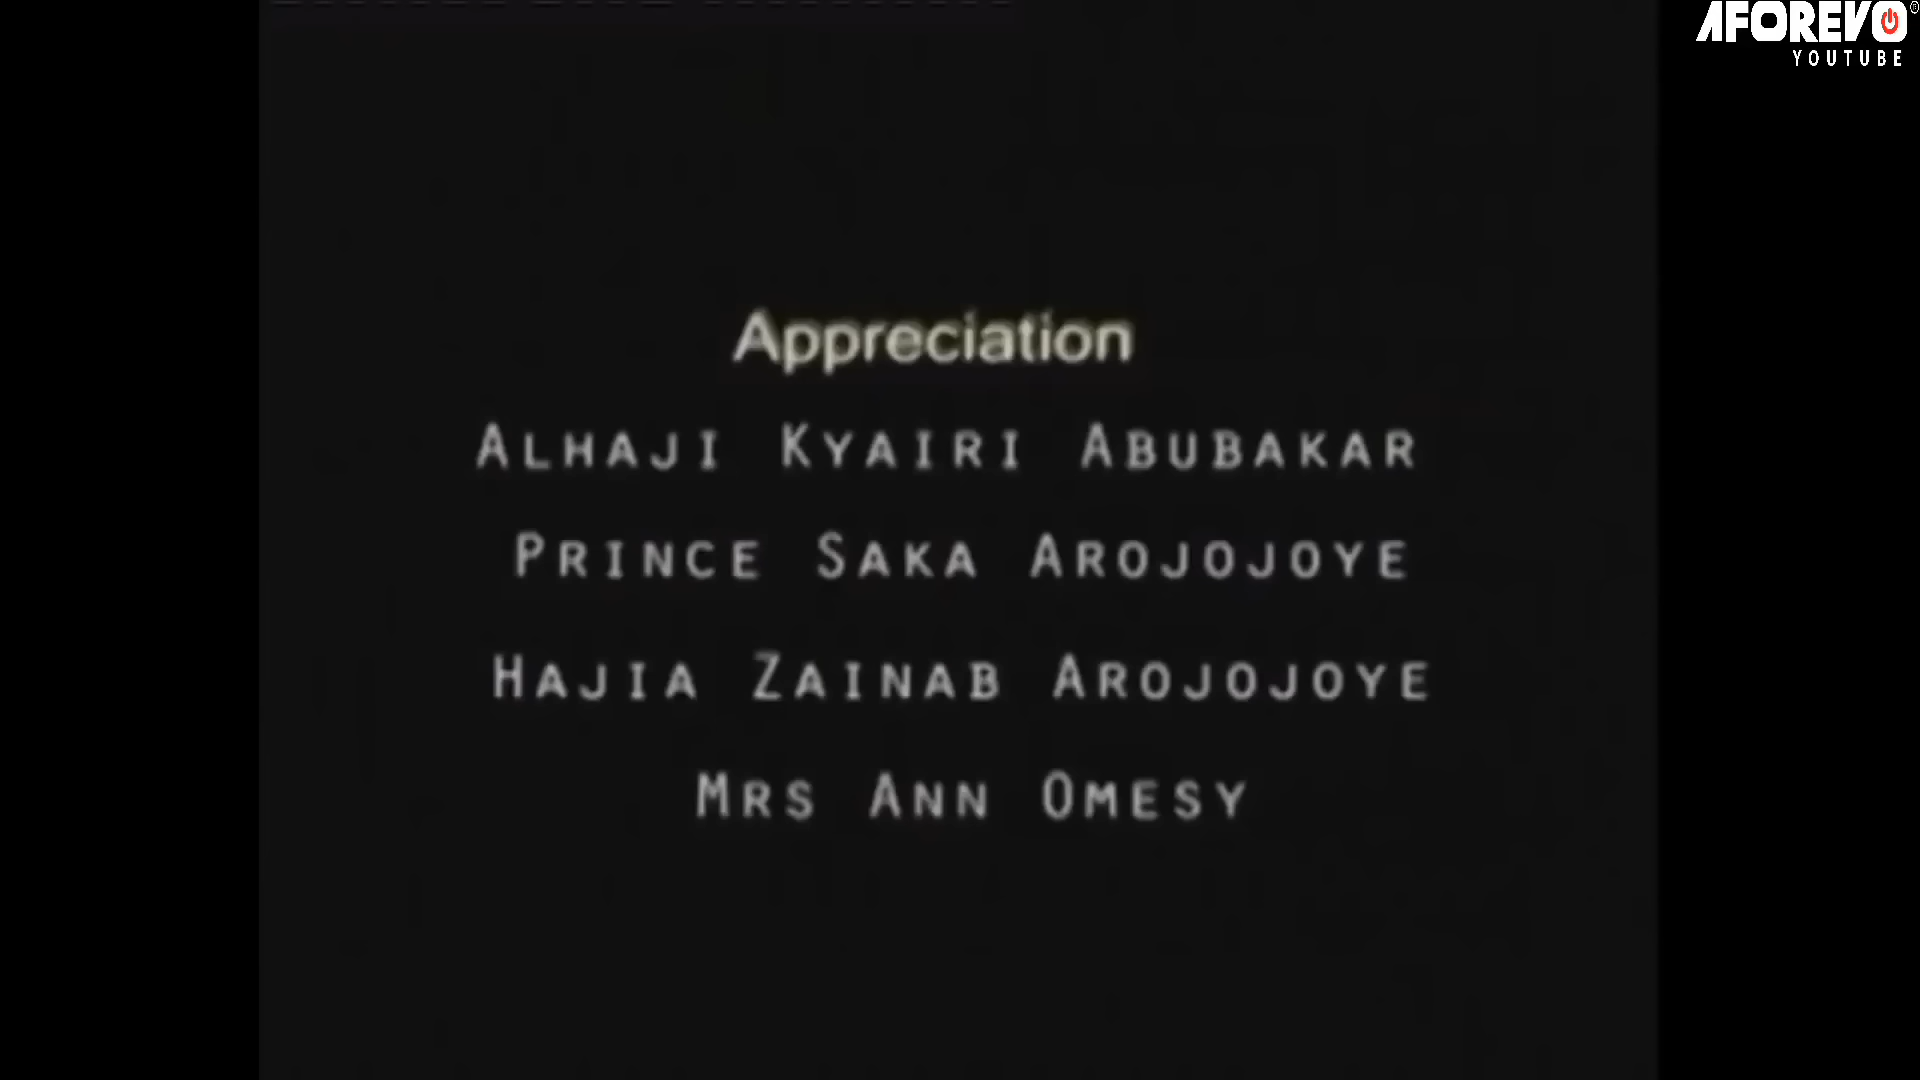 AFOREVO
YOUTUBE
Appreciation
ALHAJI KYAIRI ABUBAKAR
PRINCE SAKA AROJOJOYE
HAJIA ZAINAB AROJOJOYE
MRS ANN OMESY